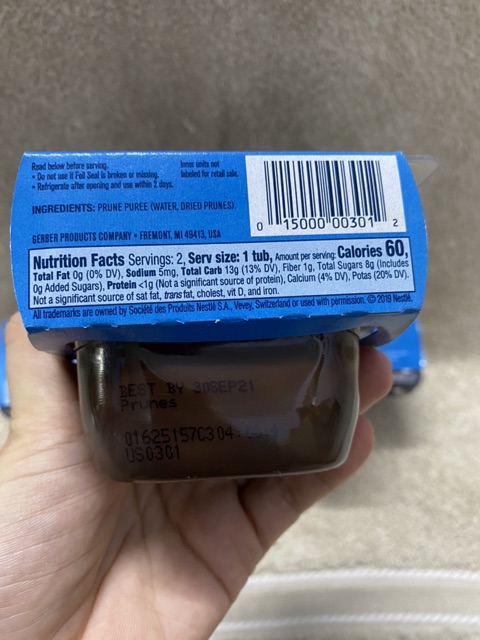 Read below before serving.
• Do not use if Foil Seal is broken or missing.
• Refrigerate after opening and use within 2 days.
Inner units not
labeled for retail sale.
INGREDIENTS: PRUNE PUREE (WATER, DRIED PRUNES).
GERBER PRODUCTS COMPANY • FREMONT, MI 49413, USA
0 15000 00301 2
Nutrition Facts Servings: 2, Serv size: 1 tub, Amount per serving: Calories 60,
Total Fat 0g (0% DV), Sodium 5mg, Total Carb 13g (13% DV), Fiber 1g, Total Sugars 8g (Includes
0g Added Sugars), Protein <1g (Not a significant source of protein), Calcium (4% DV), Potas (20% DV).
Not a significant source of sat fat, trans fat, cholest, vit D, and iron.
All trademarks are owned by Société des Produits Nestlé S.A., Vevey, Switzerland or used with permission. © 2019 Nestlé.
BEST BY 30SEP21
Prunes
0162515703 04
US0301